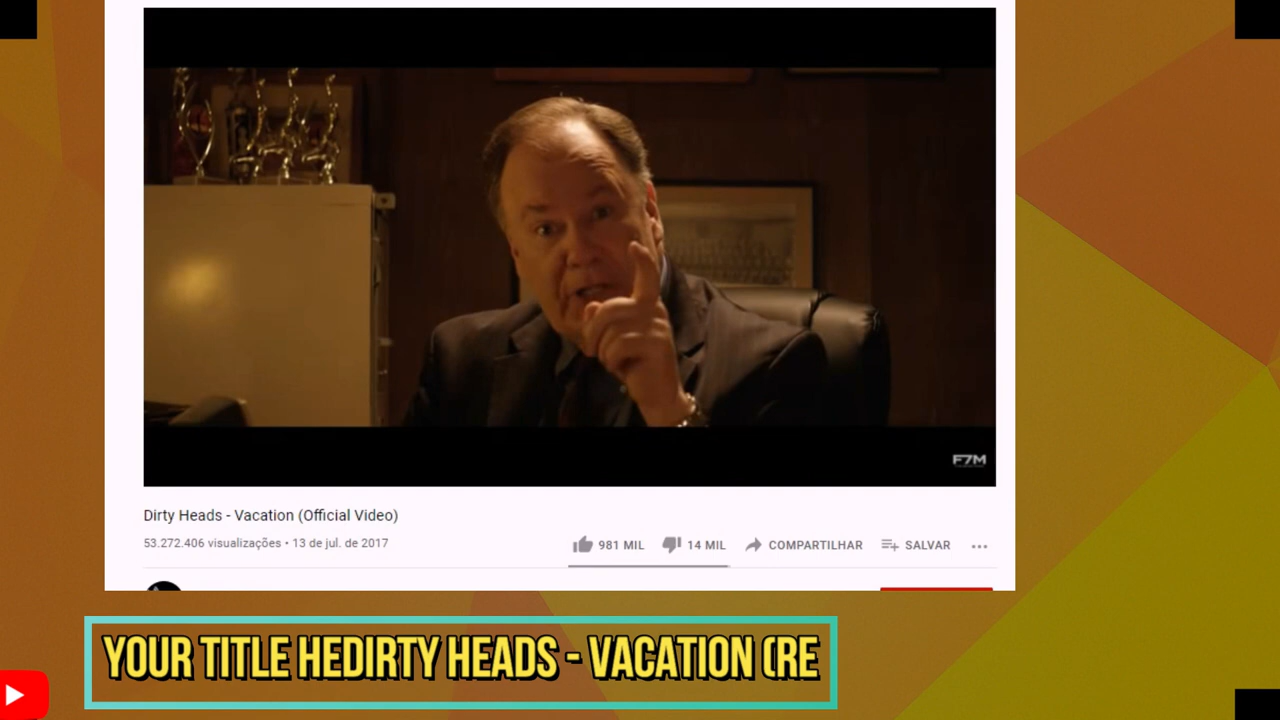 F7M
Dirty Heads - Vacation (Official Video)
53.272.406 visualizações • 13 de jul. de 2017
981 MIL
14 MIL
COMPARTILHAR
SALVAR
YOUR TITLE HEDIRTY HEADS - VACATION (RE